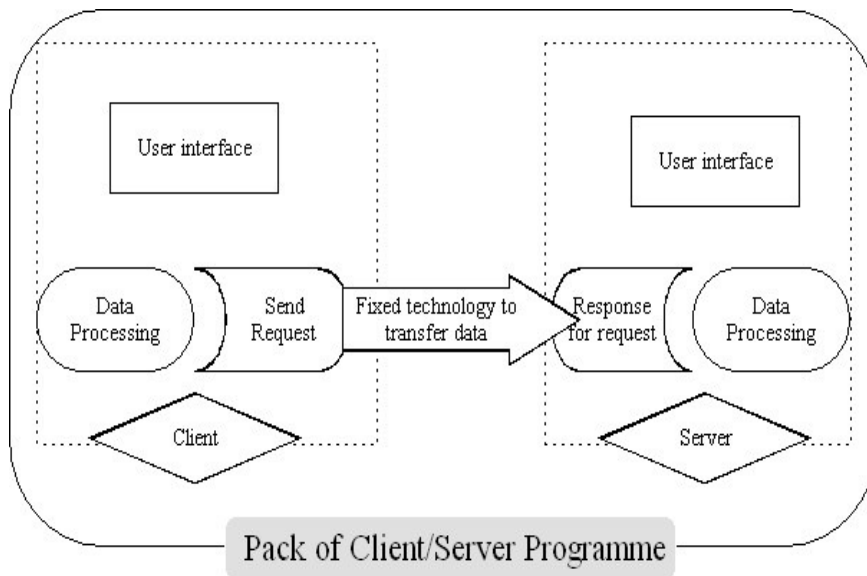 User interface
User interface
Data
Processing
Send
Request
Fixed technology to
transfer data
Response
for request
Data
Processing
Client
Server
Pack of Client/Server Programme